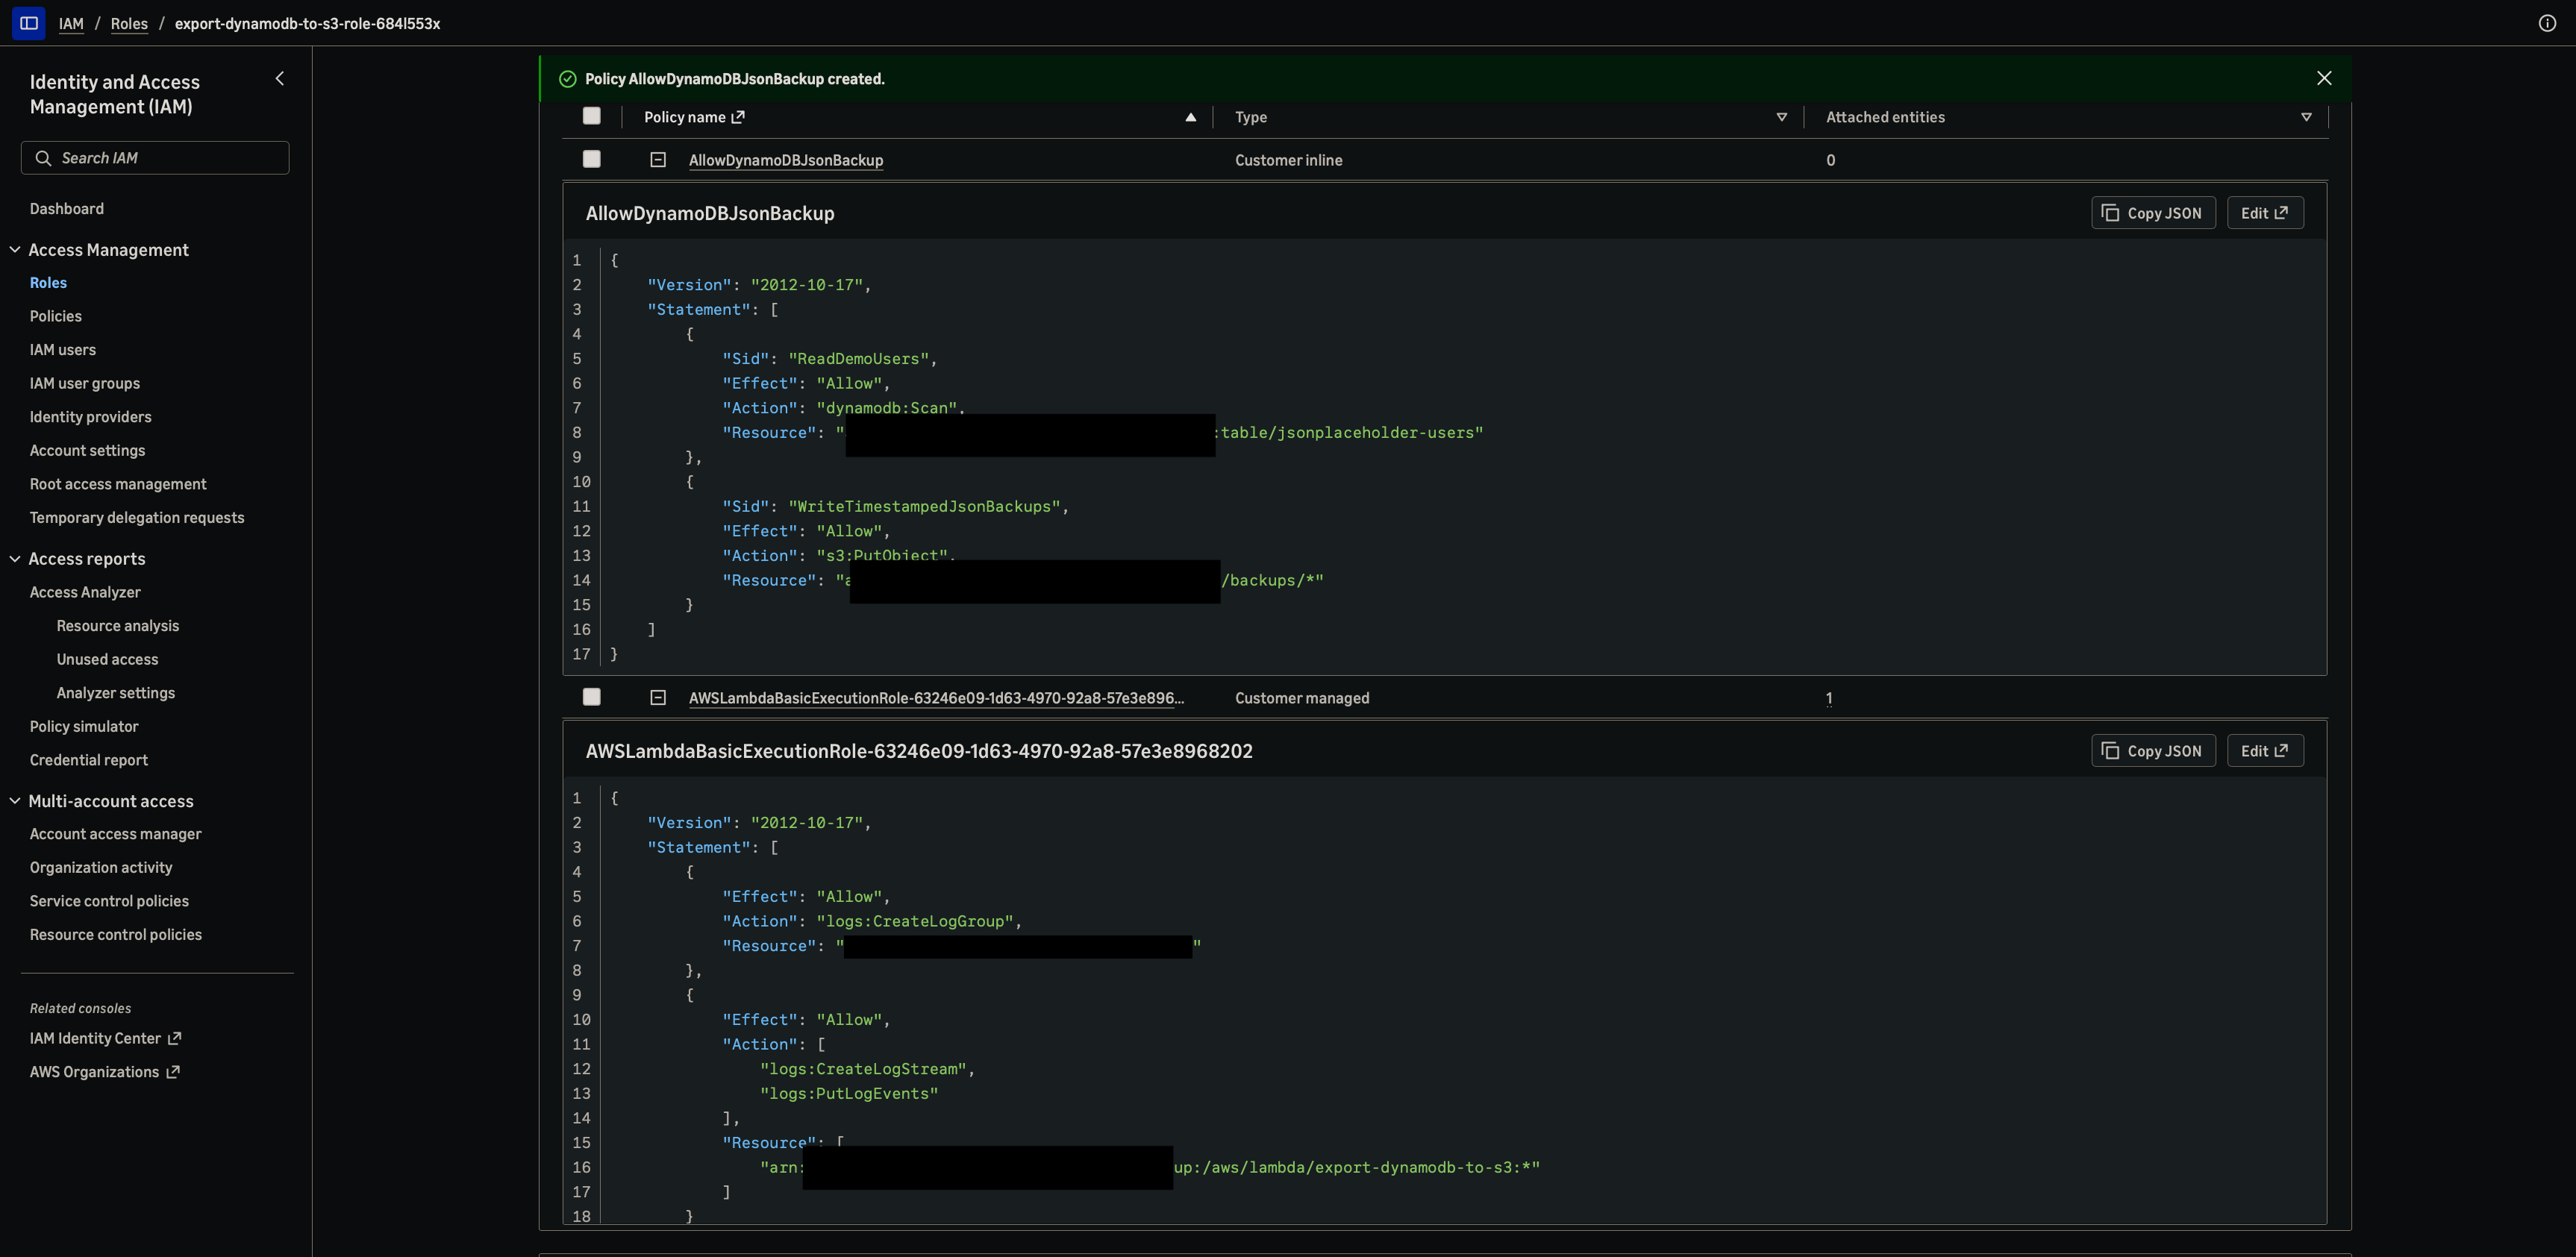 IAM / Roles / export-dynamodb-to-s3-role-684l553x
Identity and Access
Management (IAM)
Search IAM
Dashboard
Access Management
Roles
Policies
IAM users
IAM user groups
Identity providers
Account settings
Root access management
Temporary delegation requests
Access reports
Access Analyzer
Resource analysis
Unused access
Analyzer settings
Policy simulator
Credential report
Multi-account access
Account access manager
Organization activity
Service control policies
Resource control policies
Related consoles
IAM Identity Center
AWS Organizations
Policy AllowDynamoDBJsonBackup created.
Policy name Type Attached entities
AllowDynamoDBJsonBackup Customer inline 0
AllowDynamoDBJsonBackup Copy JSON Edit
1 {
2 "Version": "2012-10-17",
3 "Statement": [
4 {
5 "Sid": "ReadDemoUsers",
6 "Effect": "Allow",
7 "Action": "dynamodb:Scan",
8 "Resource": " :table/jsonplaceholder-users"
9 },
10 {
11 "Sid": "WriteTimestampedJsonBackups",
12 "Effect": "Allow",
13 "Action": "s3:PutObject",
14 "Resource": "a /backups/*"
15 }
16 ]
17 }
AWSLambdaBasicExecutionRole-63246e09-1d63-4970-92a8-57e3e896... Customer managed 1
AWSLambdaBasicExecutionRole-63246e09-1d63-4970-92a8-57e3e8968202 Copy JSON Edit
1 {
2 "Version": "2012-10-17",
3 "Statement": [
4 {
5 "Effect": "Allow",
6 "Action": "logs:CreateLogGroup",
7 "Resource": " "
8 },
9 {
10 "Effect": "Allow",
11 "Action": [
12 "logs:CreateLogStream",
13 "logs:PutLogEvents"
14 ],
15 "Resource": [
16 "arn: up:/aws/lambda/export-dynamodb-to-s3:*"
17 ]
18 }